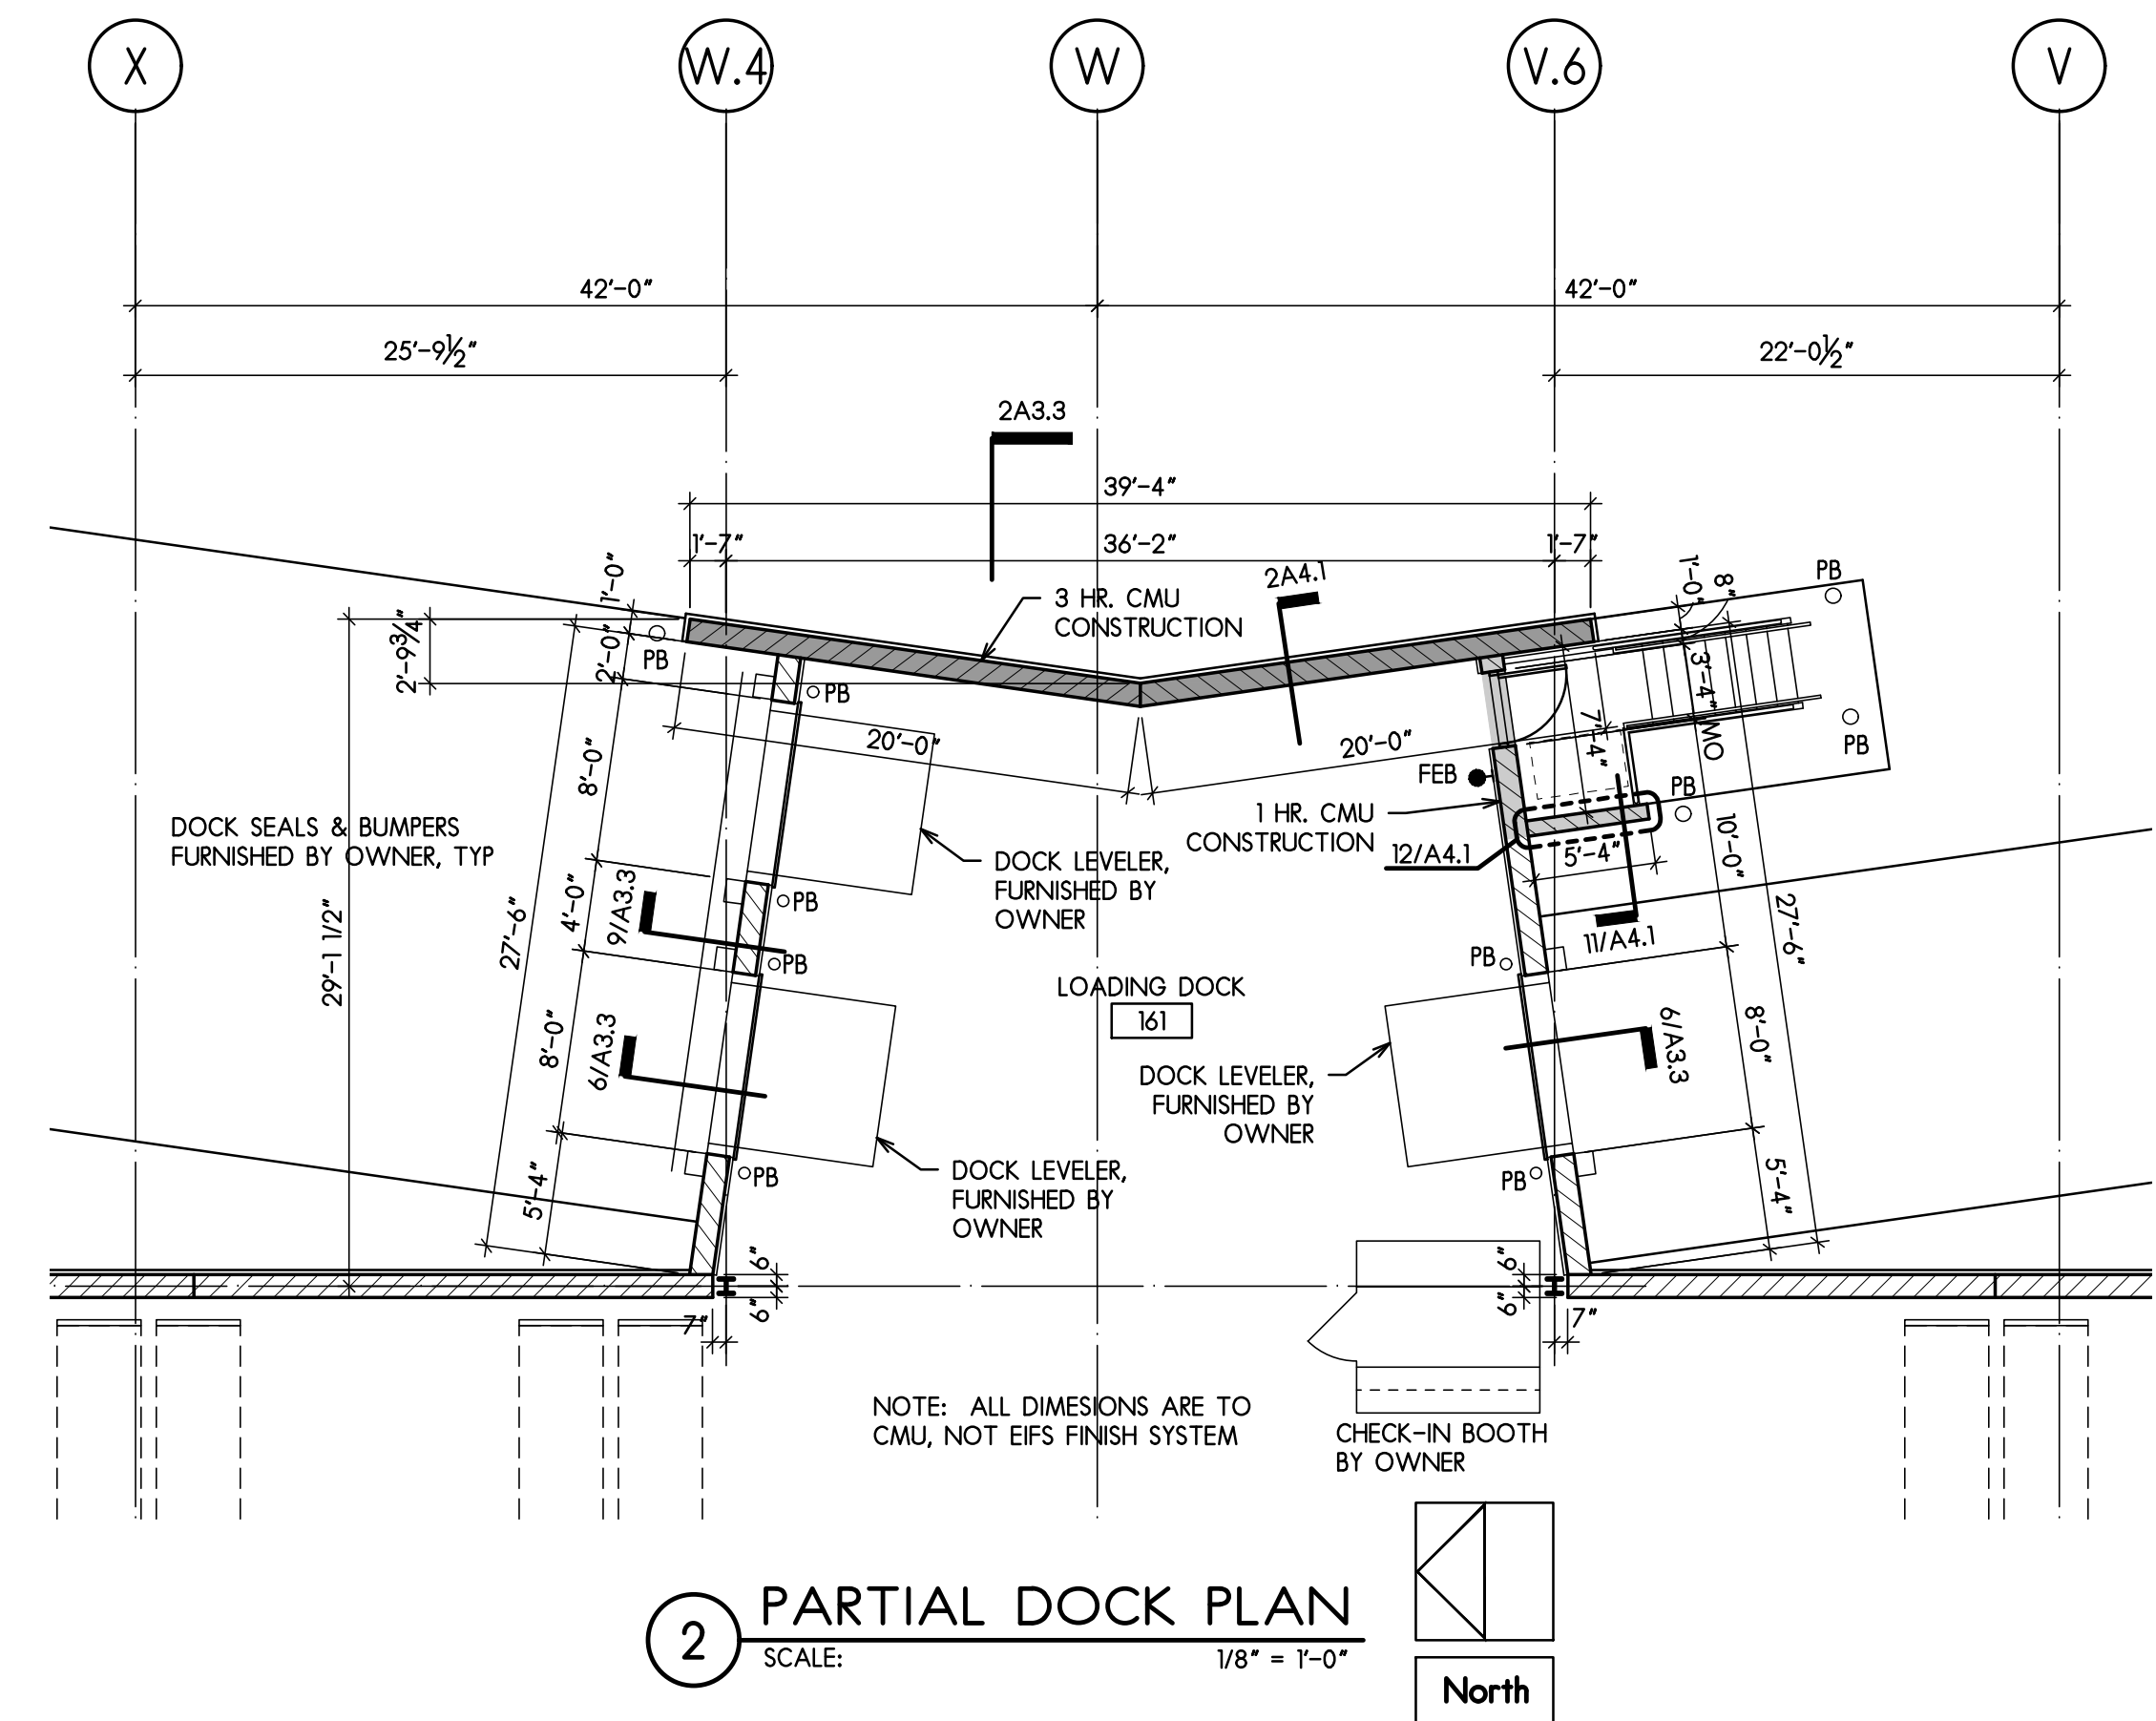 X
W.4
W
V.6
V
42'-0"
42'-0"
25'-9½"
22'-0½"
2A3.3
39'-4"
1'-7"
36'-2"
1'-7"
1'-0"
2'-9¾"
2'-0"
PB
3 HR. CMU
CONSTRUCTION
2A4.1
1'-0"
8"
PB
PB
20'-0"
20'-0"
3'-4" MO
7'-4"
PB
8'-0"
FEB
PB
1 HR. CMU
CONSTRUCTION
12/A4.1
5'-4"
10'-0"
DOCK SEALS & BUMPERS
FURNISHED BY OWNER, TYP
DOCK LEVELER,
FURNISHED BY
OWNER
29'-1 1/2"
27'-6"
4'-0"
9/A3.3
PB
PB
11/A4.1
27'-6"
PB
LOADING DOCK
161
8'-0"
6/A3.3
6/A3.3
8'-0"
DOCK LEVELER,
FURNISHED BY
OWNER
DOCK LEVELER,
FURNISHED BY
OWNER
PB
PB
5'-4"
5'-4"
6"
6"
6"
6"
7"
7"
NOTE: ALL DIMESIONS ARE TO
CMU, NOT EIFS FINISH SYSTEM
CHECK-IN BOOTH
BY OWNER
2
PARTIAL DOCK PLAN
SCALE: 1/8" = 1'-0"
North